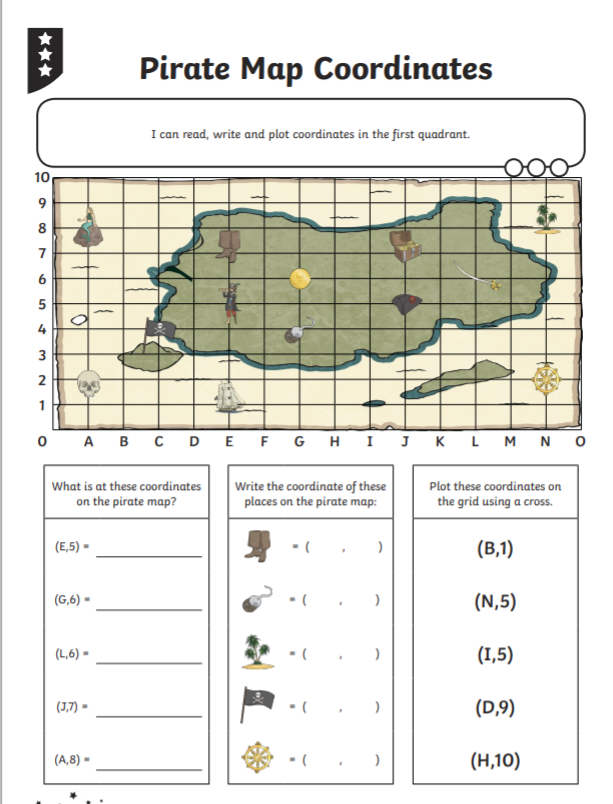 Pirate Map Coordinates
I can read, write and plot coordinates in the first quadrant.
10
9
8
7
6
5
4
3
2
1
0 A B C D E F G H I J K L M N O
What is at these coordinates
on the pirate map?
(E,5) =
(G,6) =
(L,6) =
(J,7) =
(A,8) =
Write the coordinate of these
places on the pirate map:
= ( , )
= ( , )
= ( , )
= ( , )
= ( , )
Plot these coordinates on
the grid using a cross.
(B,1)
(N,5)
(I,5)
(D,9)
(H,10)